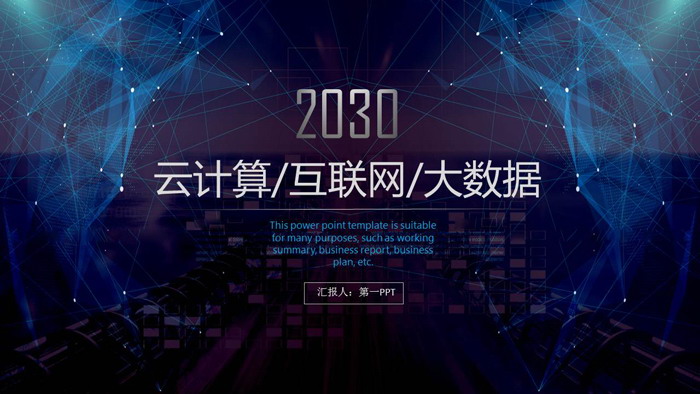 2030
云计算/互联网/大数据
This power point template is suitable
for many purposes, such as working
summary, business report, business
plan, etc.
汇报人：第一PPT